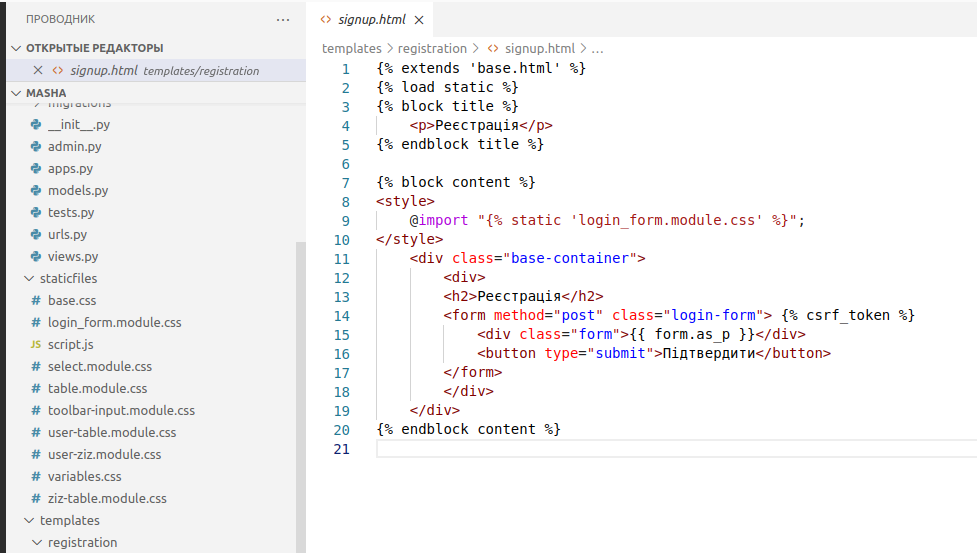 ПРОВОДНИК
ОТКРЫТЫЕ РЕДАКТОРЫ
signup.html templates/registration
MASHA
migrations
__init__.py
admin.py
apps.py
models.py
tests.py
urls.py
views.py
staticfiles
# base.css
# login_form.module.css
JS script.js
# select.module.css
# table.module.css
# toolbar-input.module.css
# user-table.module.css
# user-ziz.module.css
# variables.css
# ziz-table.module.css
templates
registration
signup.html
templates > registration > signup.html > ...
1 {% extends 'base.html' %}
2 {% load static %}
3 {% block title %}
4 <p>Реєстрація</p>
5 {% endblock title %}
6
7 {% block content %}
8 <style>
9 @import "{% static 'login_form.module.css' %}";
10 </style>
11 <div class="base-container">
12 <div>
13 <h2>Реєстрація</h2>
14 <form method="post" class="login-form"> {% csrf_token %}
15 <div class="form">{{ form.as_p }}</div>
16 <button type="submit">Підтвердити</button>
17 </form>
18 </div>
19 </div>
20 {% endblock content %}
21